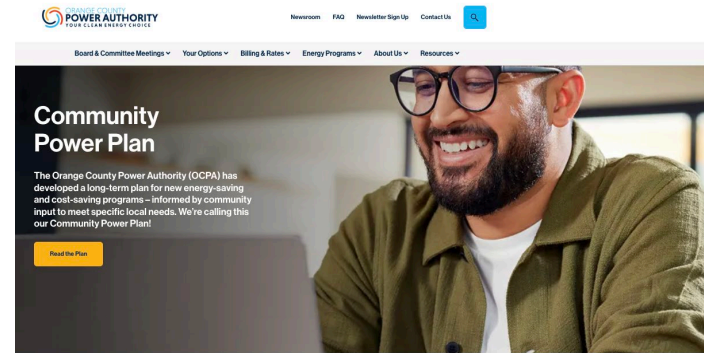 ORANGE COUNTY
POWER AUTHORITY
YOUR CLEAN ENERGY CHOICE
Newsroom FAQ Newsletter Sign Up Contact Us
Board & Committee Meetings Your Options Billing & Rates Energy Programs About Us Resources
Community
Power Plan
The Orange County Power Authority (OCPA) has
developed a long-term plan for new energy-saving
and cost-saving programs – informed by community
input to meet specific local needs. We're calling this
our Community Power Plan!
Read the Plan